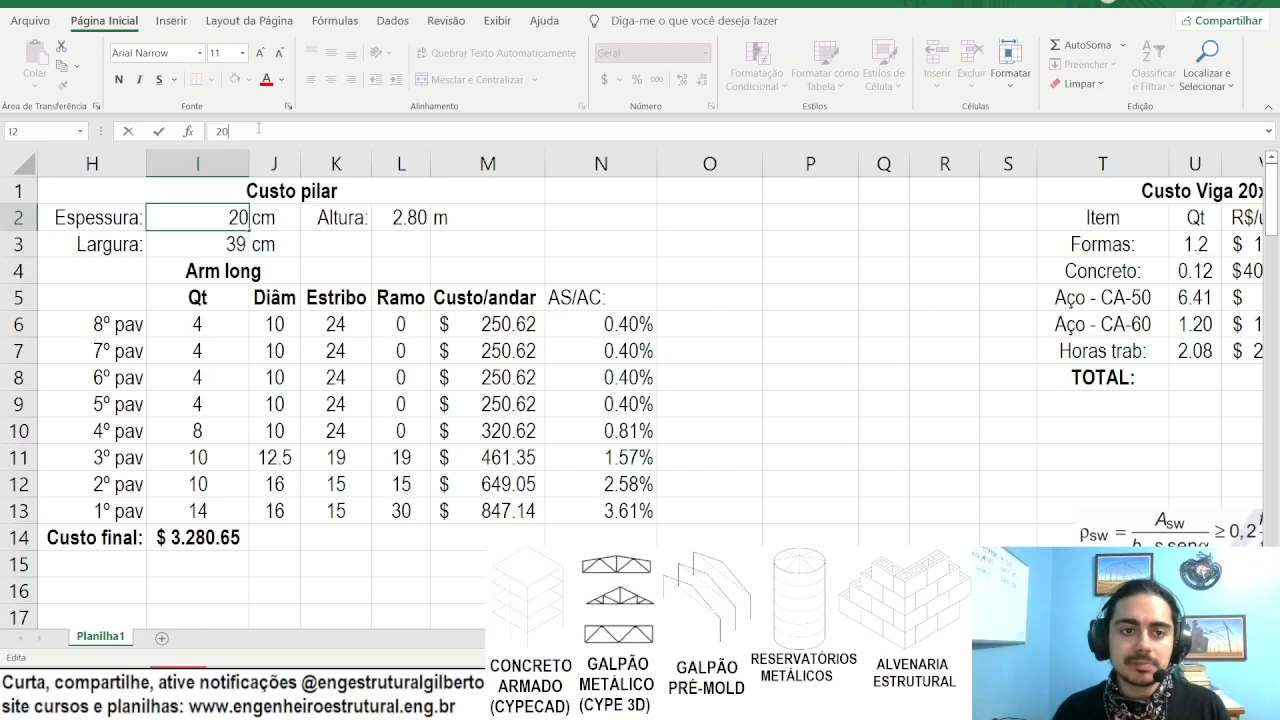 Arquivo Página Inicial Inserir Layout da Página Fórmulas Dados Revisão Exibir Ajuda Diga-me o que você deseja fazer Compartilhar
Colar Arial Narrow 11 A A Quebrar Texto Automaticamente Geral Formatação Condicional Formatar como Tabela Estilos de Célula Inserir Excluir Formatar AutoSoma Classificar e Filtrar Localizar e Selecionar
N I S A Mesclar e Centralizar $ % 000 Preencher
Limpar
Área de Transferência Fonte Alinhamento Número Estilos Células Edição
I2 fx 20
H I J K L M N O P Q R S T U
1 Custo pilar Custo Viga 20x
2 Espessura: 20 cm Altura: 2.80 m Item Qt R$/u
3 Largura: 39 cm Formas: 1.2 $ 1
4 Arm long Concreto: 0.12 $40
5 Qt Diâm Estribo Ramo Custo/andar AS/AC: Aço - CA-50 6.41 $
6 8º pav 4 10 24 0 $ 250.62 0.40% Aço - CA-60 1.20 $ 1
7 7º pav 4 10 24 0 $ 250.62 0.40% Horas trab: 2.08 $ 2
8 6º pav 4 10 24 0 $ 250.62 0.40% TOTAL:
9 5º pav 4 10 24 0 $ 250.62 0.40%
10 4º pav 8 10 24 0 $ 320.62 0.81%
11 3º pav 10 12.5 19 19 $ 461.35 1.57%
12 2º pav 10 16 15 15 $ 649.05 2.58%
13 1º pav 14 16 15 30 $ 847.14 3.61%
14 Custo final: $ 3.280.65 ρsw = Asw ≥ 0,2
15
16
17
Planilha1
Edita
CONCRETO ARMADO (CYPECAD)
GALPÃO METÁLICO (CYPE 3D)
GALPÃO PRÉ-MOLD
RESERVATÓRIOS METÁLICOS
ALVENARIA ESTRUTURAL
Curta, compartilhe, ative notificações @engestruturalgilberto
site cursos e planilhas: www.engenheiroestrutural.eng.br